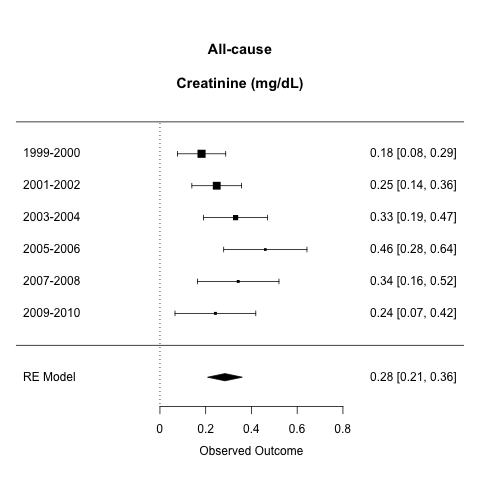 All-cause
Creatinine (mg/dL)
1999-2000 0.18 [0.08, 0.29]
2001-2002 0.25 [0.14, 0.36]
2003-2004 0.33 [0.19, 0.47]
2005-2006 0.46 [0.28, 0.64]
2007-2008 0.34 [0.16, 0.52]
2009-2010 0.24 [0.07, 0.42]
RE Model 0.28 [0.21, 0.36]
0 0.2 0.4 0.6 0.8
Observed Outcome